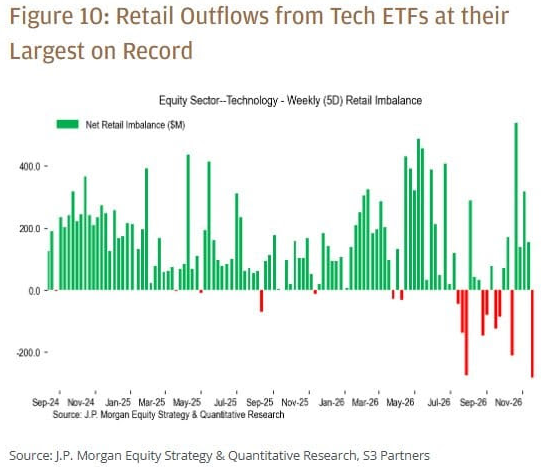 Figure 10: Retail Outflows from Tech ETFs at their
Largest on Record
Equity Sector--Technology - Weekly (5D) Retail Imbalance
Net Retail Imbalance ($M)
400.0
200.0
0.0
-200.0
Sep-24 Nov-24 Jan-25 Mar-25 May-25 Jul-25 Sep-25 Nov-25 Jan-26 Mar-26 May-26 Jul-26 Sep-26 Nov-26
Source: J.P. Morgan Equity Strategy & Quantitative Research
Source: J.P. Morgan Equity Strategy & Quantitative Research, S3 Partners